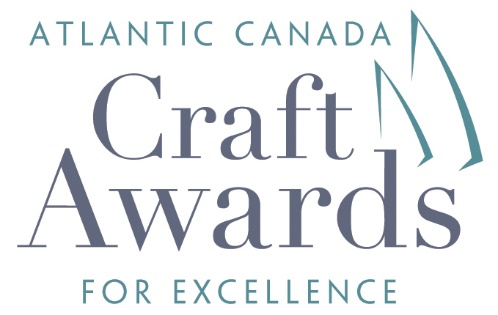 ATLANTIC CANADA
Craft
Awards
FOR EXCELLENCE